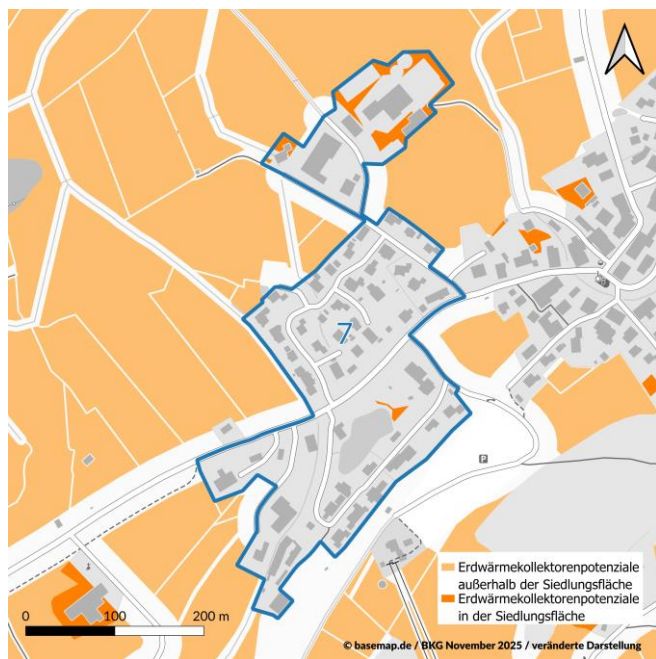 7
P
Erdwärmekollektorenpotenziale
außerhalb der Siedlungsfläche
Erdwärmekollektorenpotenziale
in der Siedlungsfläche
0 100 200 m
© basemap.de / BKG November 2025 / veränderte Darstellung